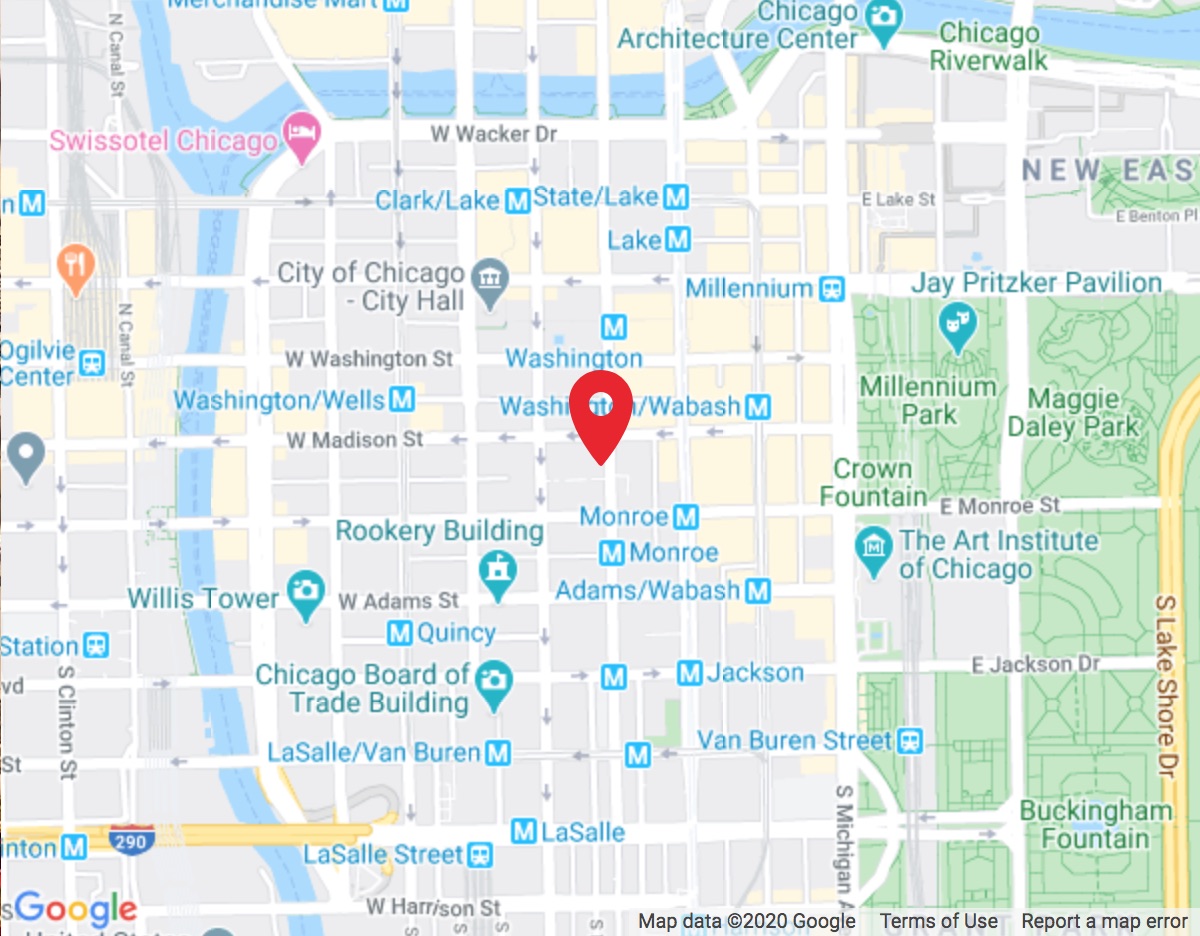 Merchandise Mart
Chicago
Architecture Center
Chicago
Riverwalk
N Canal St
Swissotel Chicago
W Wacker Dr
NEW EAS
Clark/Lake
State/Lake
E Lake St
E Benton Pl
n
Lake
City of Chicago
- City Hall
Millennium
Jay Pritzker Pavilion
N Canal St
Ogilvie
Center
W Washington St
Washington
Washington/Wells
Millennium
Park
Maggie
Daley Park
W Madison St
Crown
Fountain
E Monroe St
Monroe
Rookery Building
Monroe
The Art Institute
of Chicago
Willis Tower
W Adams St
Adams/Wabash
Quincy
Station
S Clinton St
S Lake Shore Dr
Chicago Board of
Trade Building
Jackson
E Jackson Dr
vd
LaSalle/Van Buren
Van Buren Street
St
S Michigan A
Buckingham
Fountain
290
LaSalle
inton
LaSalle Street
W Harrison St
Google
Map data ©2020 Google
Terms of Use
Report a map error